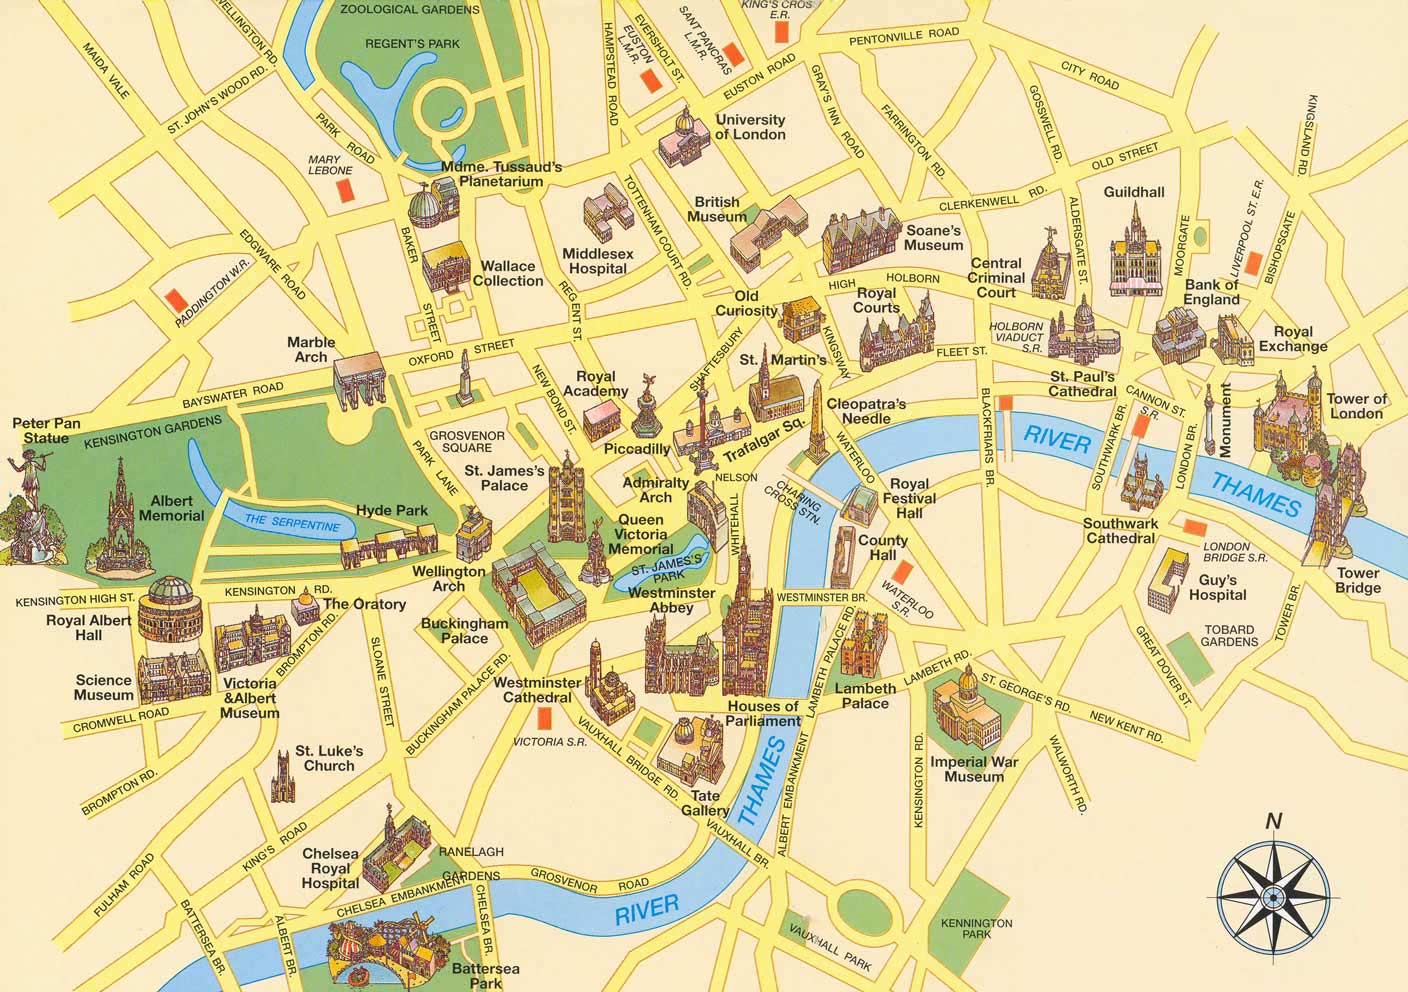 ZOOLOGICAL GARDENS
REGENT'S PARK
MAIDA VALE
WELLINGTON RD.
ST. JOHN'S WOOD RD.
PARK ROAD
HAMPSTEAD ROAD
EVERSHOLT ST.
EUSTON
L.M.R.
SANT PANCRAS
L.M.R.
KING'S CROS
E.R.
EUSTON ROAD
PENTONVILLE ROAD
CITY ROAD
GRAY'S INN ROAD
FARRINGTON RD.
GOSSWELL RD.
OLD STREET
KINGSLAND RD.
University
of London
MARY
LEBONE
Mdme. Tussaud's
Planetarium
TOTTENHAM COURT RD.
British
Museum
CLERKENWELL RD.
ALDERSGATE ST.
Guildhall
MOORGATE
LIVERPOOL ST. E.R.
BISHOPSGATE
EDGWARE ROAD
PADDINGTON W.R.
BAKER
STREET
Wallace
Collection
Middlesex
Hospital
REGENT ST.
Soane's
Museum
HIGH HOLBORN
Central
Criminal
Court
Bank of
England
Royal
Exchange
Old
Curiosity
Royal
Courts
HOLBORN
VIADUCT
S.R.
KINGSWAY
FLEET ST.
Marble
Arch
OXFORD STREET
SHAFTESBURY
St. Martin's
St. Paul's
Cathedral
CANNON ST.
S.R.
Monument
Tower of
London
BAYSWATER ROAD
NEW BOND ST.
Royal
Academy
Piccadilly
Trafalgar Sq.
Cleopatra's
Needle
WATERLOO
BLACKFRIARS BR.
RIVER
SOUTHWARK BR.
LONDON BR.
THAMES
Peter Pan
Statue
KENSINGTON GARDENS
GROSVENOR
SQUARE
PARK LANE
St. James's
Palace
Admiralty
Arch
NELSON
WHITEHALL
CHARING
CROSS STN.
Royal
Festival
Hall
Southwark
Cathedral
Albert
Memorial
THE SERPENTINE
Hyde Park
Queen
Victoria
Memorial
ST. JAMES'S
PARK
County
Hall
WATERLOO
S.R.
LONDON
BRIDGE S.R.
Guy's
Hospital
Tower
Bridge
Wellington
Arch
Westminster
Abbey
WESTMINSTER BR.
KENSINGTON HIGH ST.
KENSINGTON RD.
The Oratory
Royal Albert
Hall
BROMPTON RD.
Buckingham
Palace
LAMBETH PALACE RD.
TOBARD
GARDENS
TOWER BR.
GREAT DOVER ST.
SLOANE STREET
Science
Museum
Victoria
&Albert
Museum
CROMWELL ROAD
BUCKINGHAM PALACE RD.
Westminster
Cathedral
VICTORIA S.R.
Houses of
Parliament
Lambeth
Palace
LAMBETH RD.
ST. GEORGE'S RD.
NEW KENT RD.
WALWORTH RD.
Imperial War
Museum
St. Luke's
Church
BROMPTON RD.
VAUXHALL BRIDGE RD.
Tate
Gallery
THAMES
ALBERT EMBANKMENT
KENSINGTON RD.
VAUXHALL BR.
KING'S ROAD
Chelsea
Royal
Hospital
RANELAGH
GARDENS
FULHAM ROAD
CHELSEA EMBANKMENT
GROSVENOR ROAD
RIVER
BATTERSEA BR.
ALBERT BR.
CHELSEA BR.
Battersea
Park
VAUXHALL PARK
KENNINGTON
PARK
N